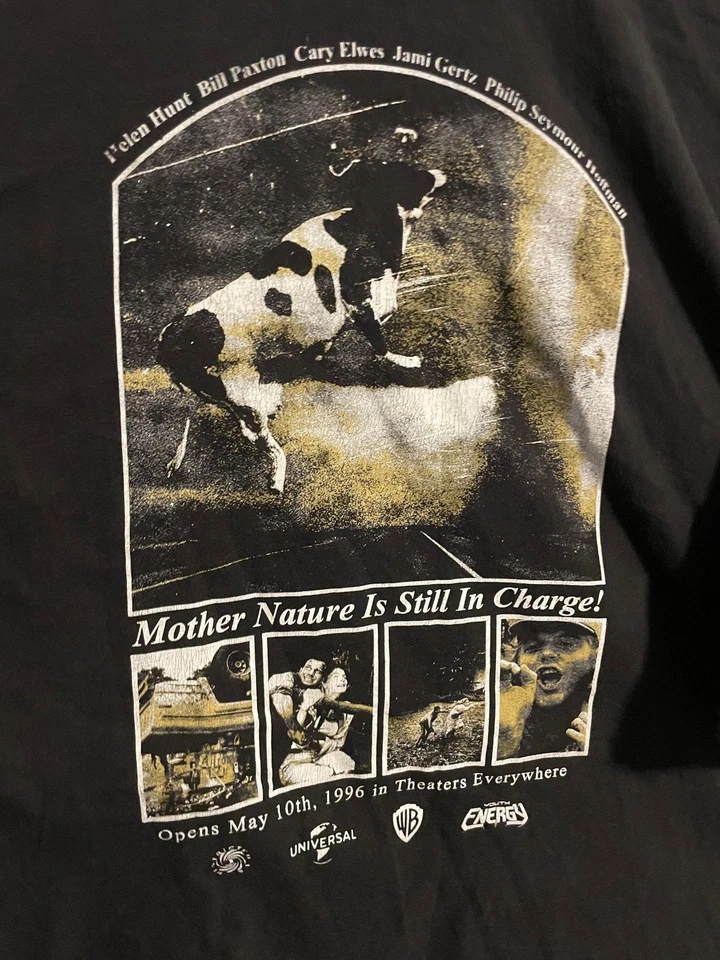 Helen Hunt Bill Paxton Cary Elwes Jami Gertz Philip Seymour Hoffman
Mother Nature Is Still In Charge!
Opens May 10th, 1996 in Theaters Everywhere
UNIVERSAL
WB
YOUTH
ENERGY